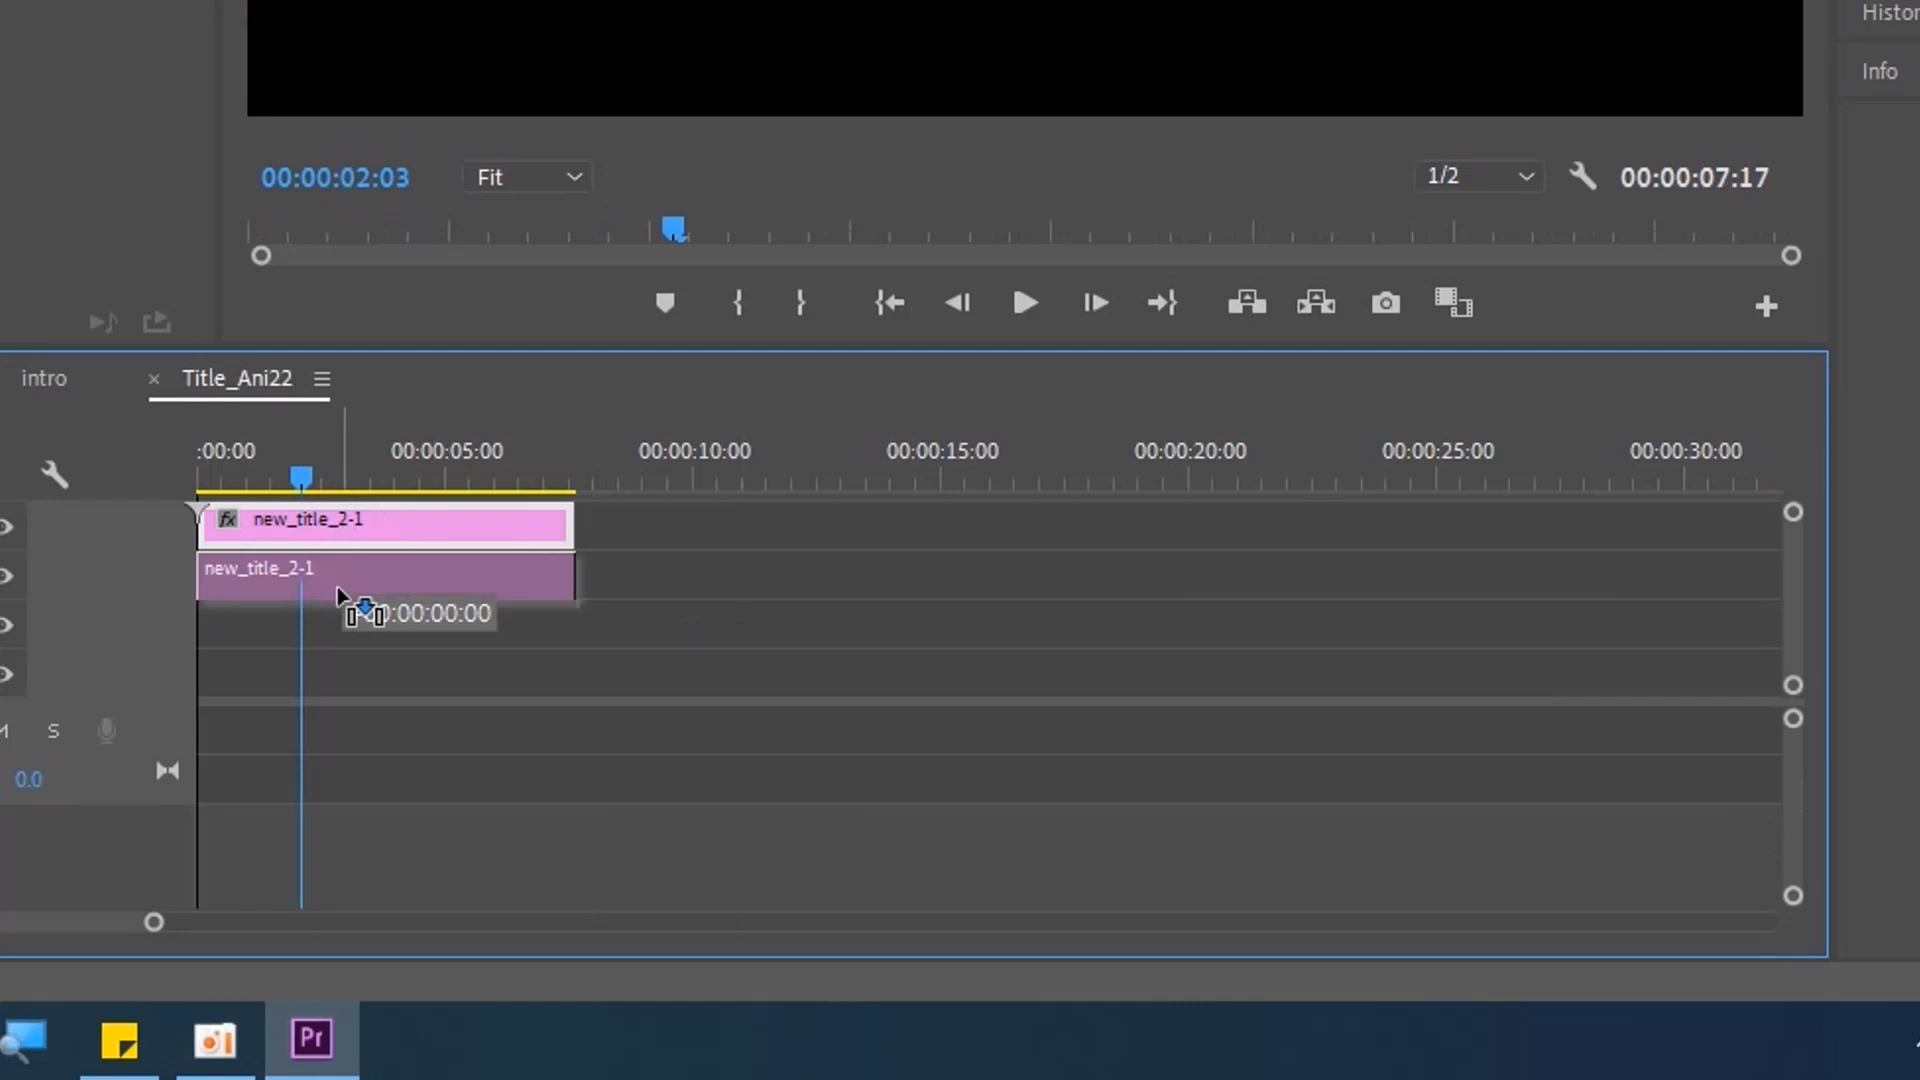 Histor
Info
00:00:02:03
Fit
1/2
00:00:07:17
intro
× Title_Ani22
:00:00
00:00:05:00
00:00:10:00
00:00:15:00
00:00:20:00
00:00:25:00
00:00:30:00
fx new_title_2-1
new_title_2-1
0:00:00:00
M S
0.0
Pr